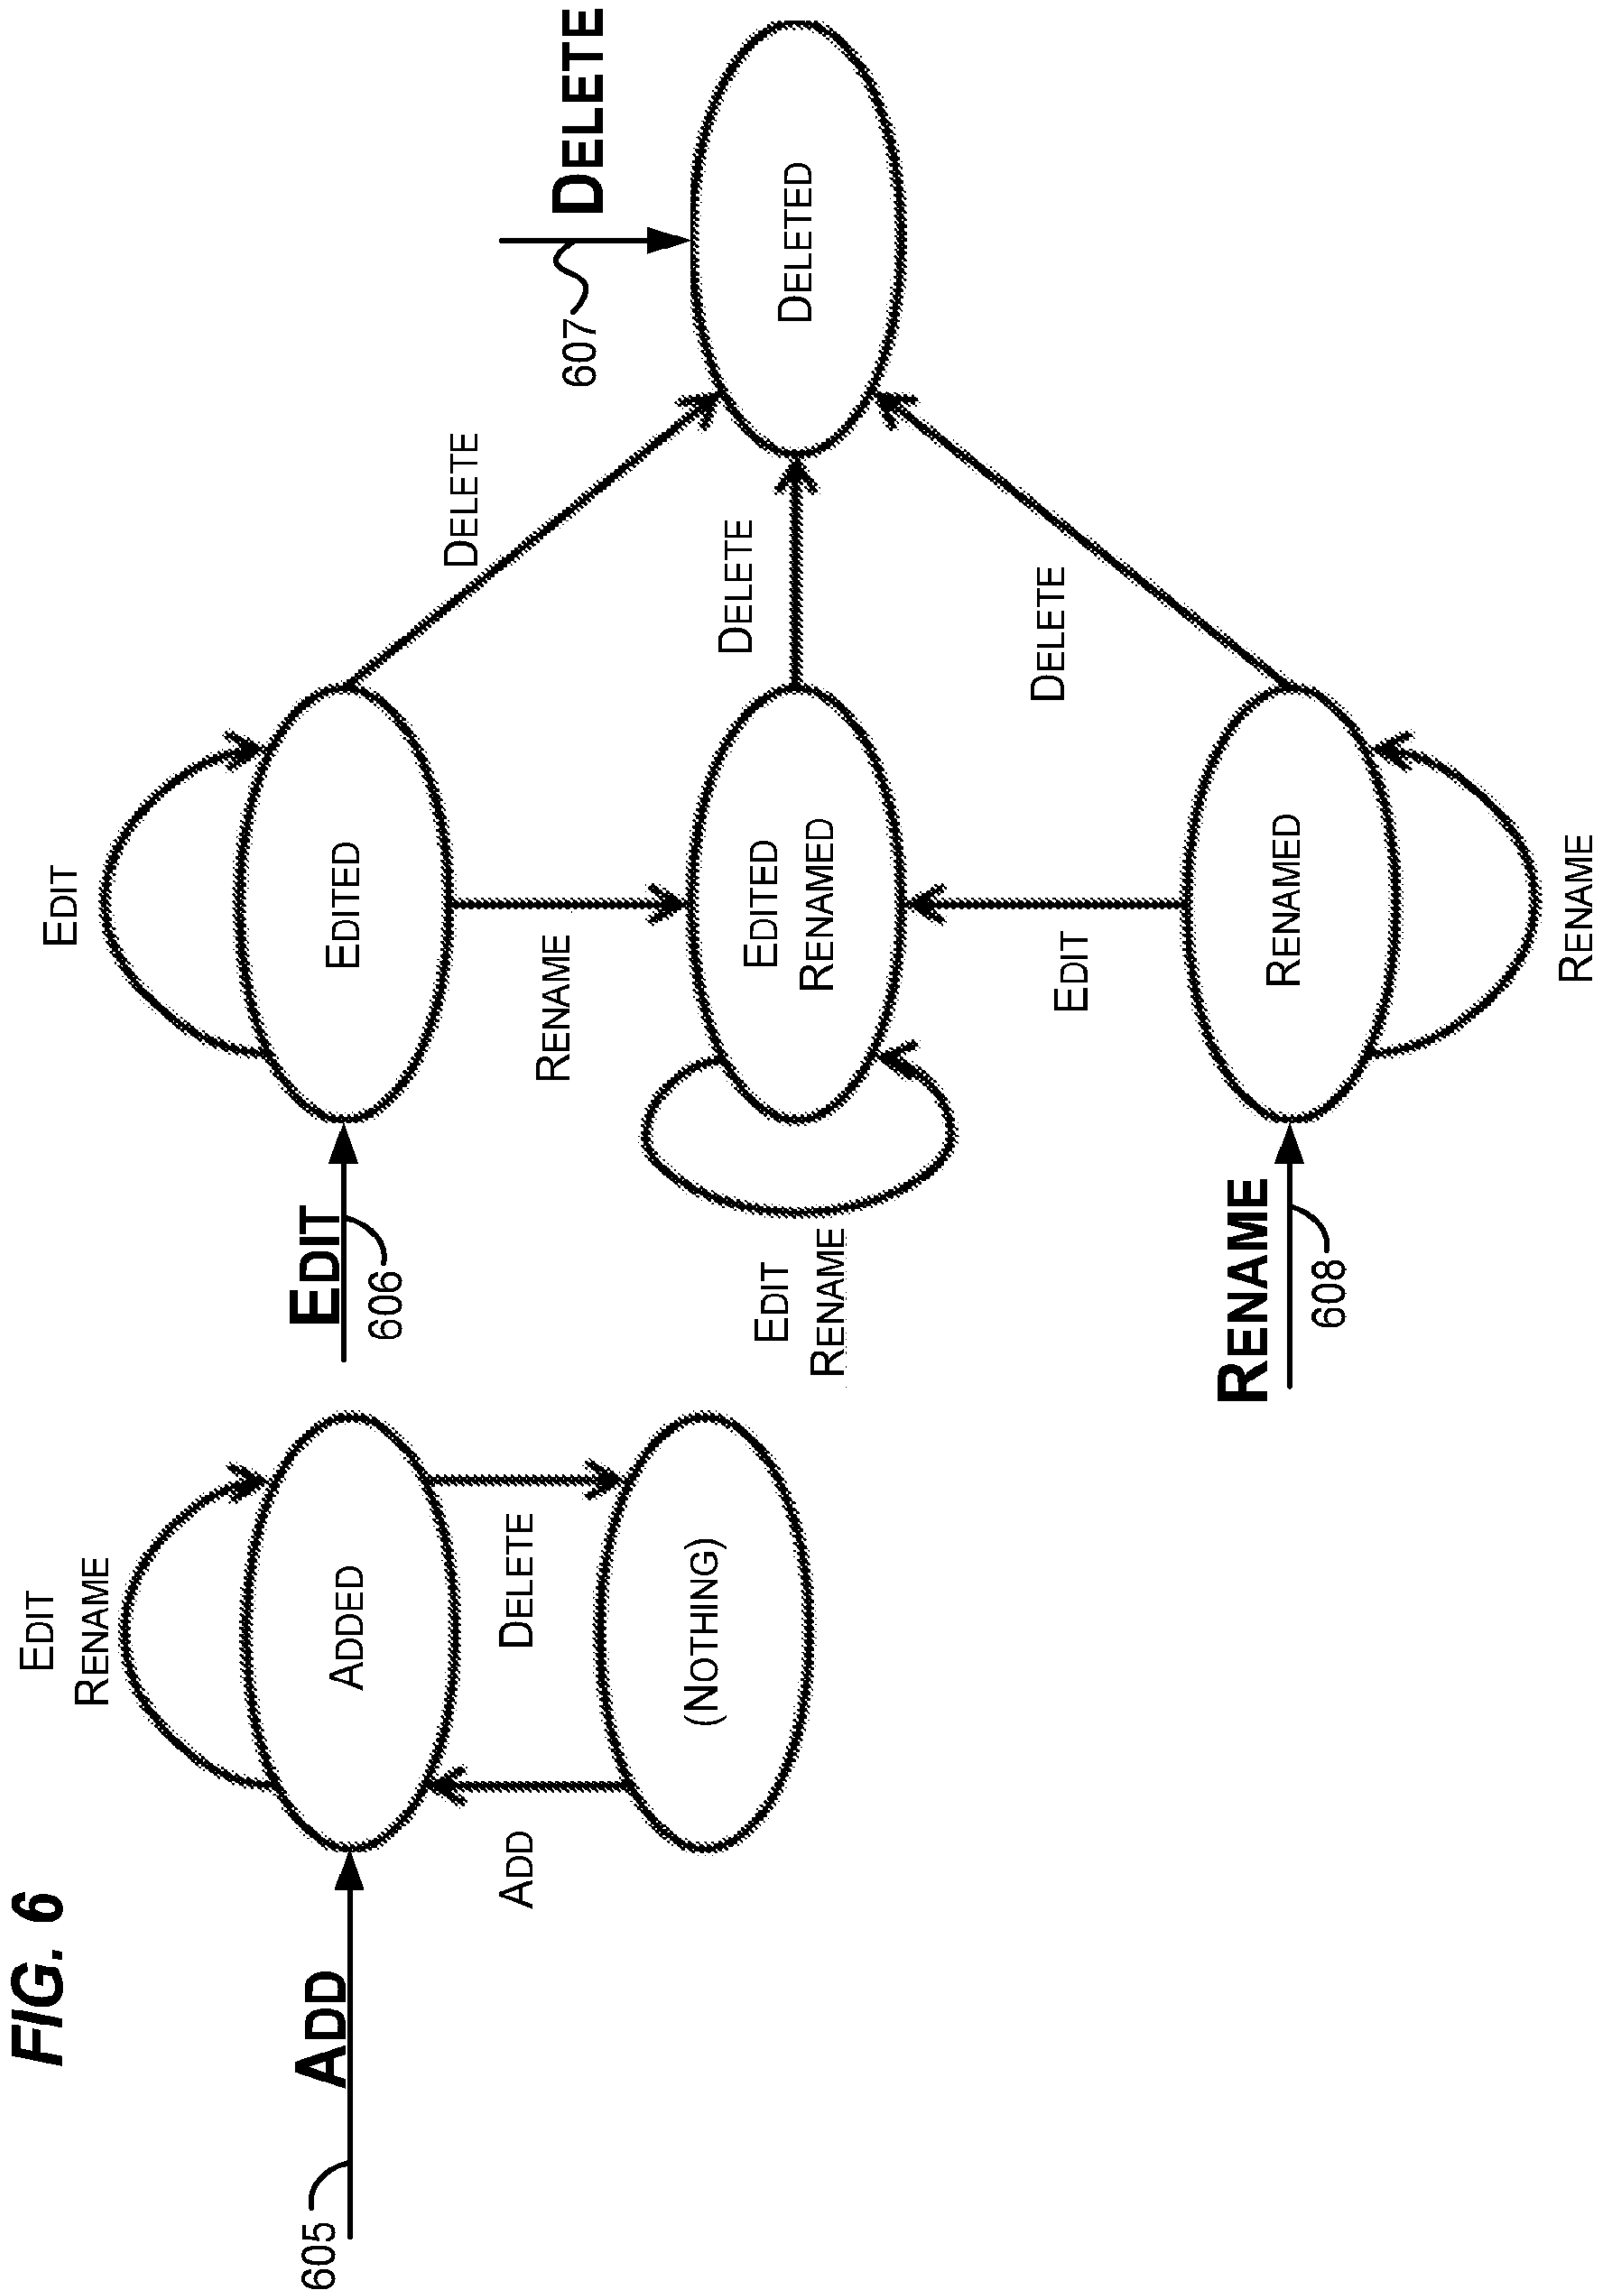 FIG. 6
605
ADD
EDIT
RENAME
ADDED
ADD
DELETE
(NOTHING)
EDIT
606
EDIT
EDITED
DELETE
RENAME
EDIT
RENAME
EDITED
RENAMED
DELETE
607
DELETE
DELETED
EDIT
DELETE
RENAME
608
RENAMED
RENAME